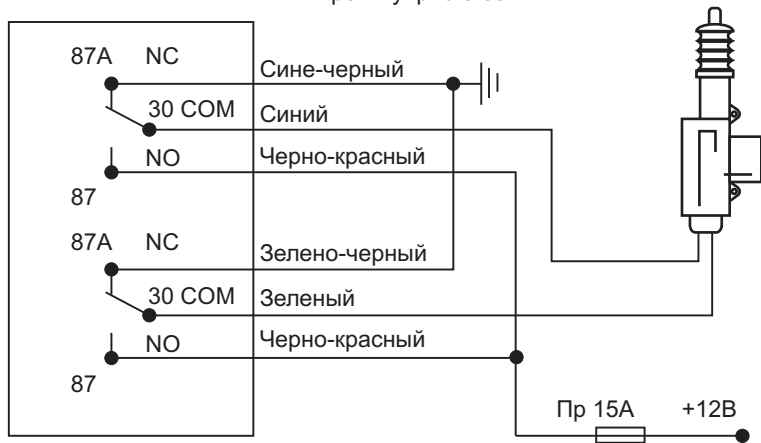 87A NC
Сине-черный
30 COM
Синий
NO
Черно-красный
87
87A NC
Зелено-черный
30 COM
Зеленый
NO
Черно-красный
87
Пр 15А
+12В